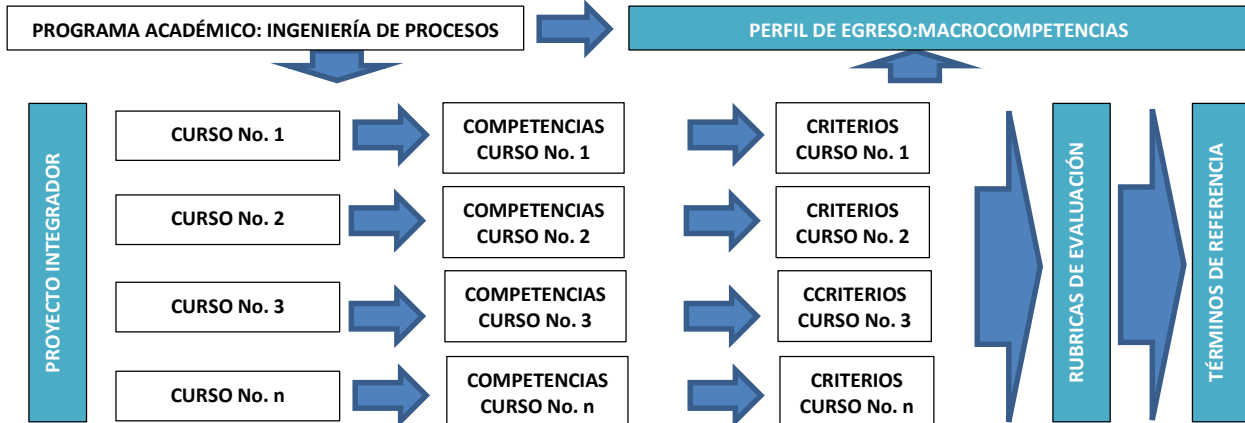 PROGRAMA ACADÉMICO: INGENIERÍA DE PROCESOS
PERFIL DE EGRESO:MACROCOMPETENCIAS
PROYECTO INTEGRADOR
CURSO No. 1
COMPETENCIAS
CURSO No. 1
CRITERIOS
CURSO No. 1
CURSO No. 2
COMPETENCIAS
CURSO No. 2
CRITERIOS
CURSO No. 2
CURSO No. 3
COMPETENCIAS
CURSO No. 3
CCRITERIOS
CURSO No. 3
CURSO No. n
COMPETENCIAS
CURSO No. n
CRITERIOS
CURSO No. n
RUBRICAS DE EVALUACIÓN
TÉRMINOS DE REFERENCIA